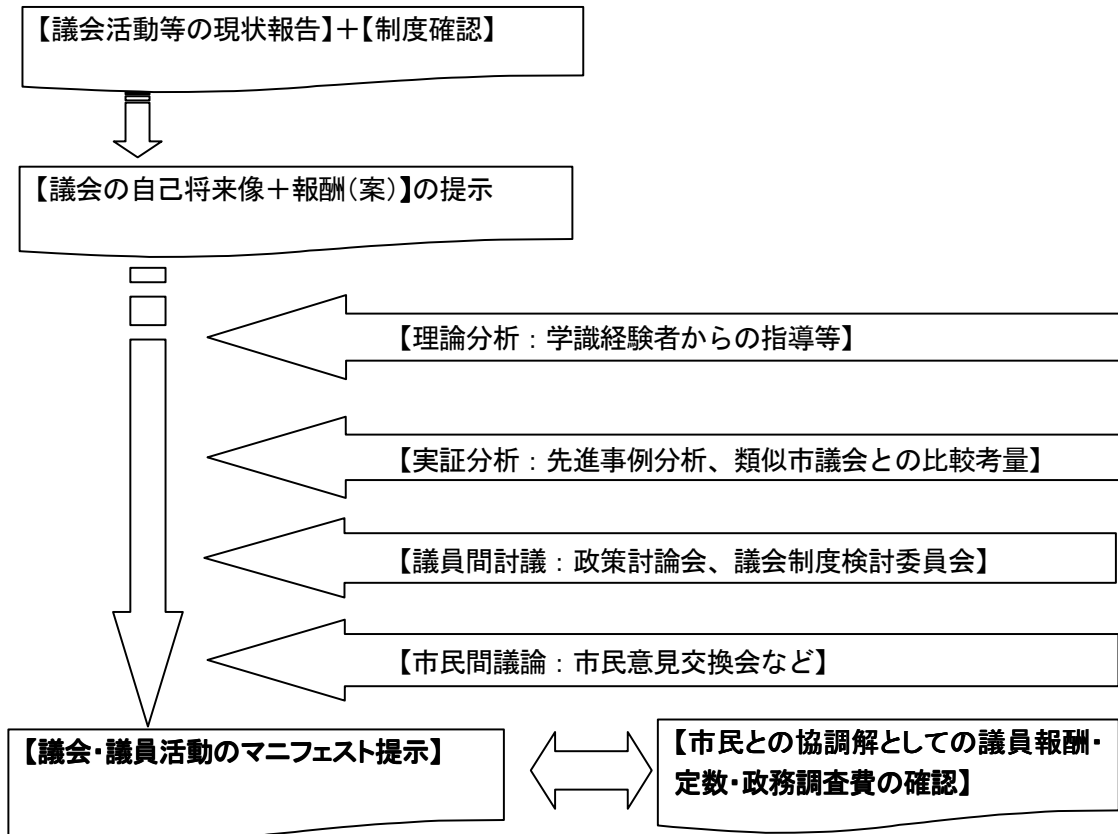 【議会活動等の現状報告】＋【制度確認】
【議会の自己将来像＋報酬（案）】の提示
【理論分析：学識経験者からの指導等】
【実証分析：先進事例分析、類似市議会との比較考量】
【議員間討議：政策討論会、議会制度検討委員会】
【市民間議論：市民意見交換会など】
【議会・議員活動のマニフェスト提示】
【市民との協調解としての議員報酬・
定数・政務調査費の確認】